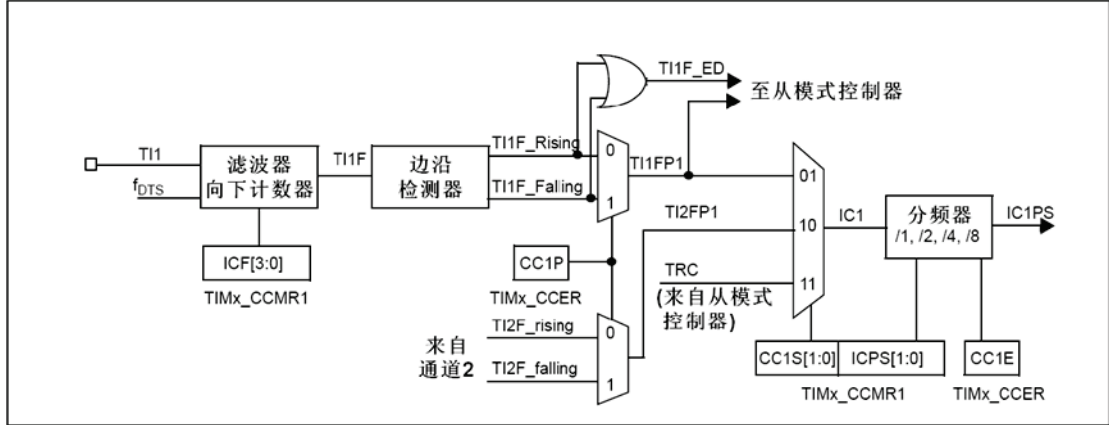 TI1F_ED
至从模式控制器
TI1
f_DTS
滤波器
向下计数器
TI1F
边沿
检测器
TI1F_Rising
TI1F_Falling
0
1
TI1FP1
TI2FP1
01
10
11
IC1
分频器
/1, /2, /4, /8
IC1PS
ICF[3:0]
TIMx_CCMR1
CC1P
TIMx_CCER
TRC
(来自从模式
控制器)
来自
通道2
TI2F_rising
TI2F_falling
0
1
CC1S[1:0]
ICPS[1:0]
TIMx_CCMR1
CC1E
TIMx_CCER